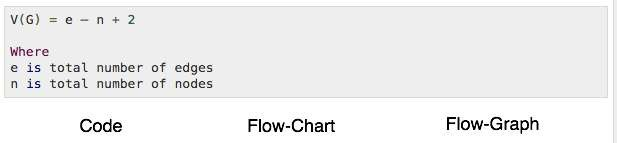 V(G) = e – n + 2
Where
e is total number of edges
n is total number of nodes
Code Flow-Chart Flow-Graph